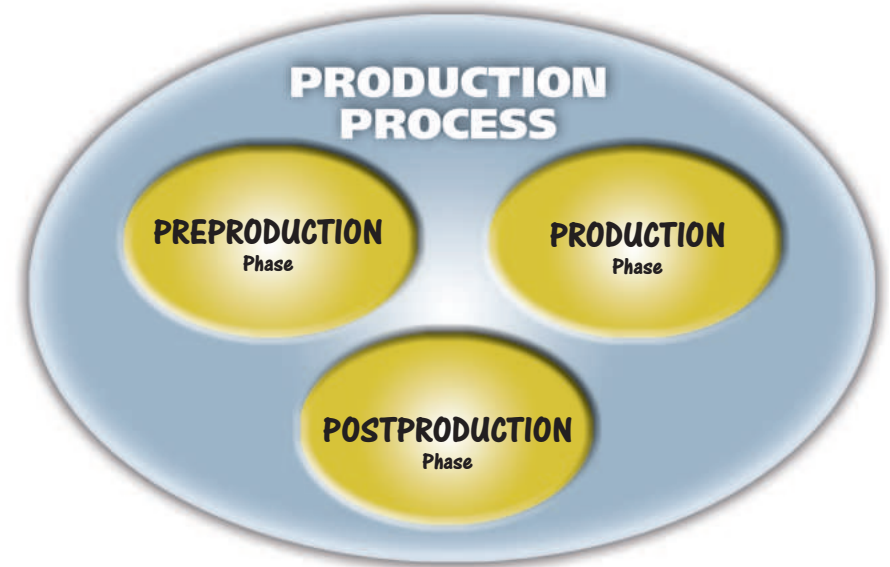 PRODUCTION
PROCESS
PREPRODUCTION
Phase
PRODUCTION
Phase
POSTPRODUCTION
Phase